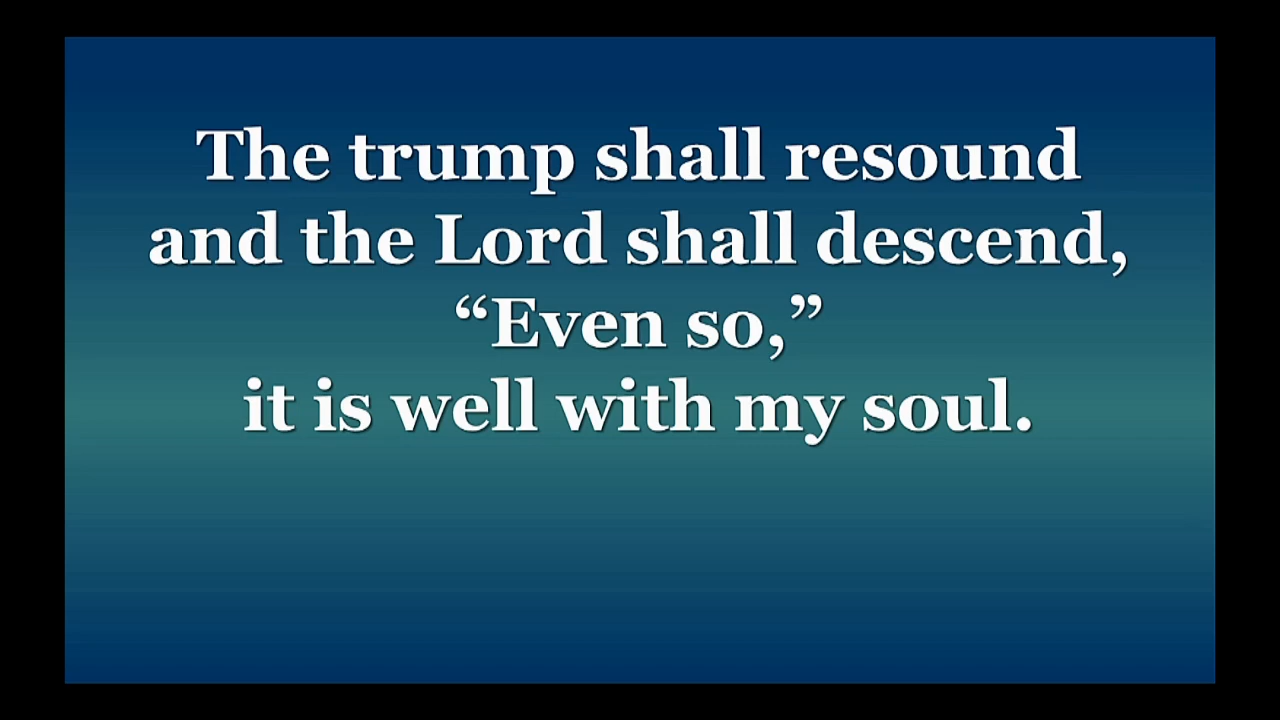 The trump shall resound
and the Lord shall descend,
“Even so,”
it is well with my soul.